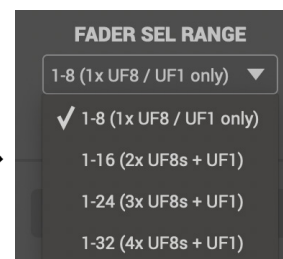 FADER SEL RANGE
1-8 (1x UF8 / UF1 only)
1-8 (1x UF8 / UF1 only)
1-16 (2x UF8s + UF1)
1-24 (3x UF8s + UF1)
1-32 (4x UF8s + UF1)